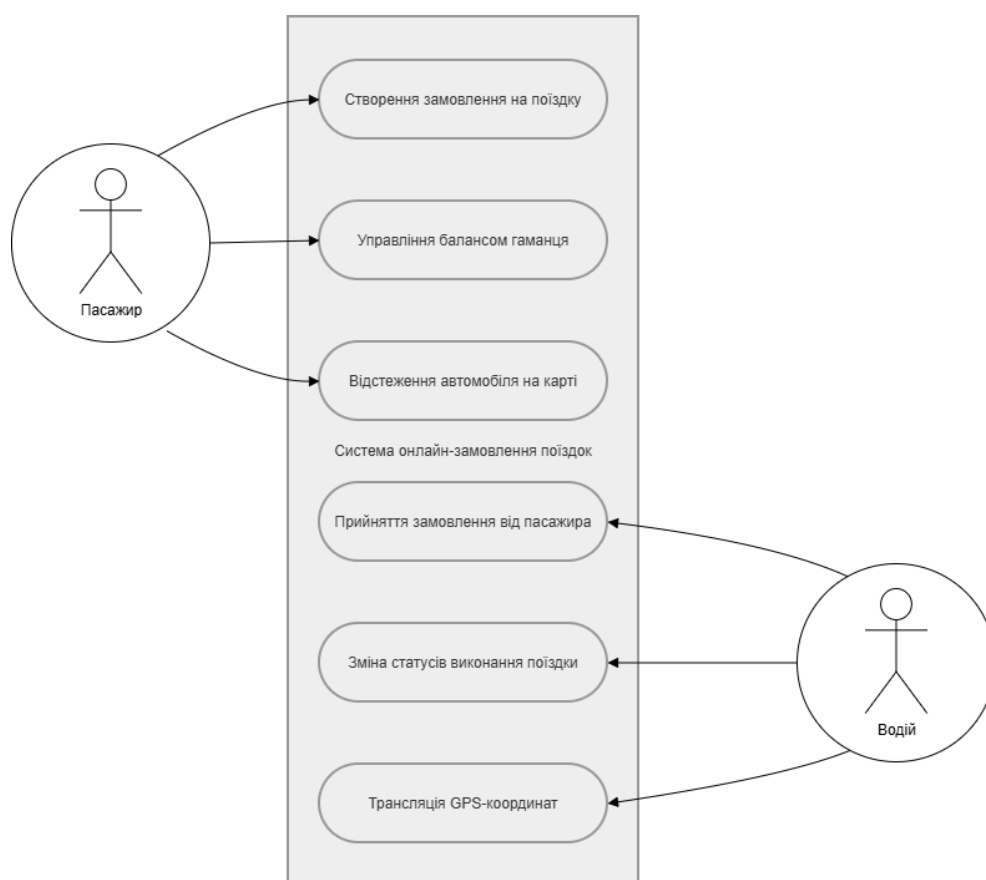 Створення замовлення на поїздку
Управління балансом гаманця
Пасажир
Відстеження автомобіля на карті
Система онлайн-замовлення поїздок
Прийняття замовлення від пасажира
Зміна статусів виконання поїздки
Водій
Трансляція GPS-координат